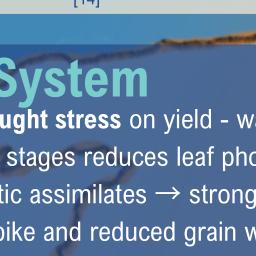 [14]
System
ught stress on yield - wa
stages reduces leaf pho
tic assimilates → strong
pike and reduced grain w